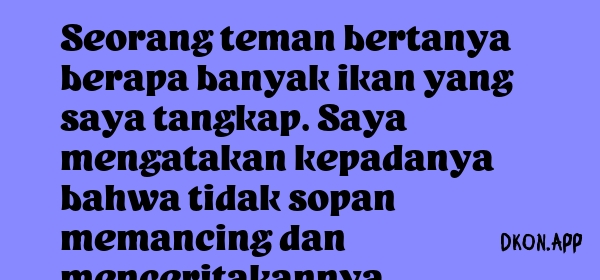 Seorang teman bertanya
berapa banyak ikan yang
saya tangkap. Saya
mengatakan kepadanya
bahwa tidak sopan
memancing dan
menceritakannya
DKON.APP